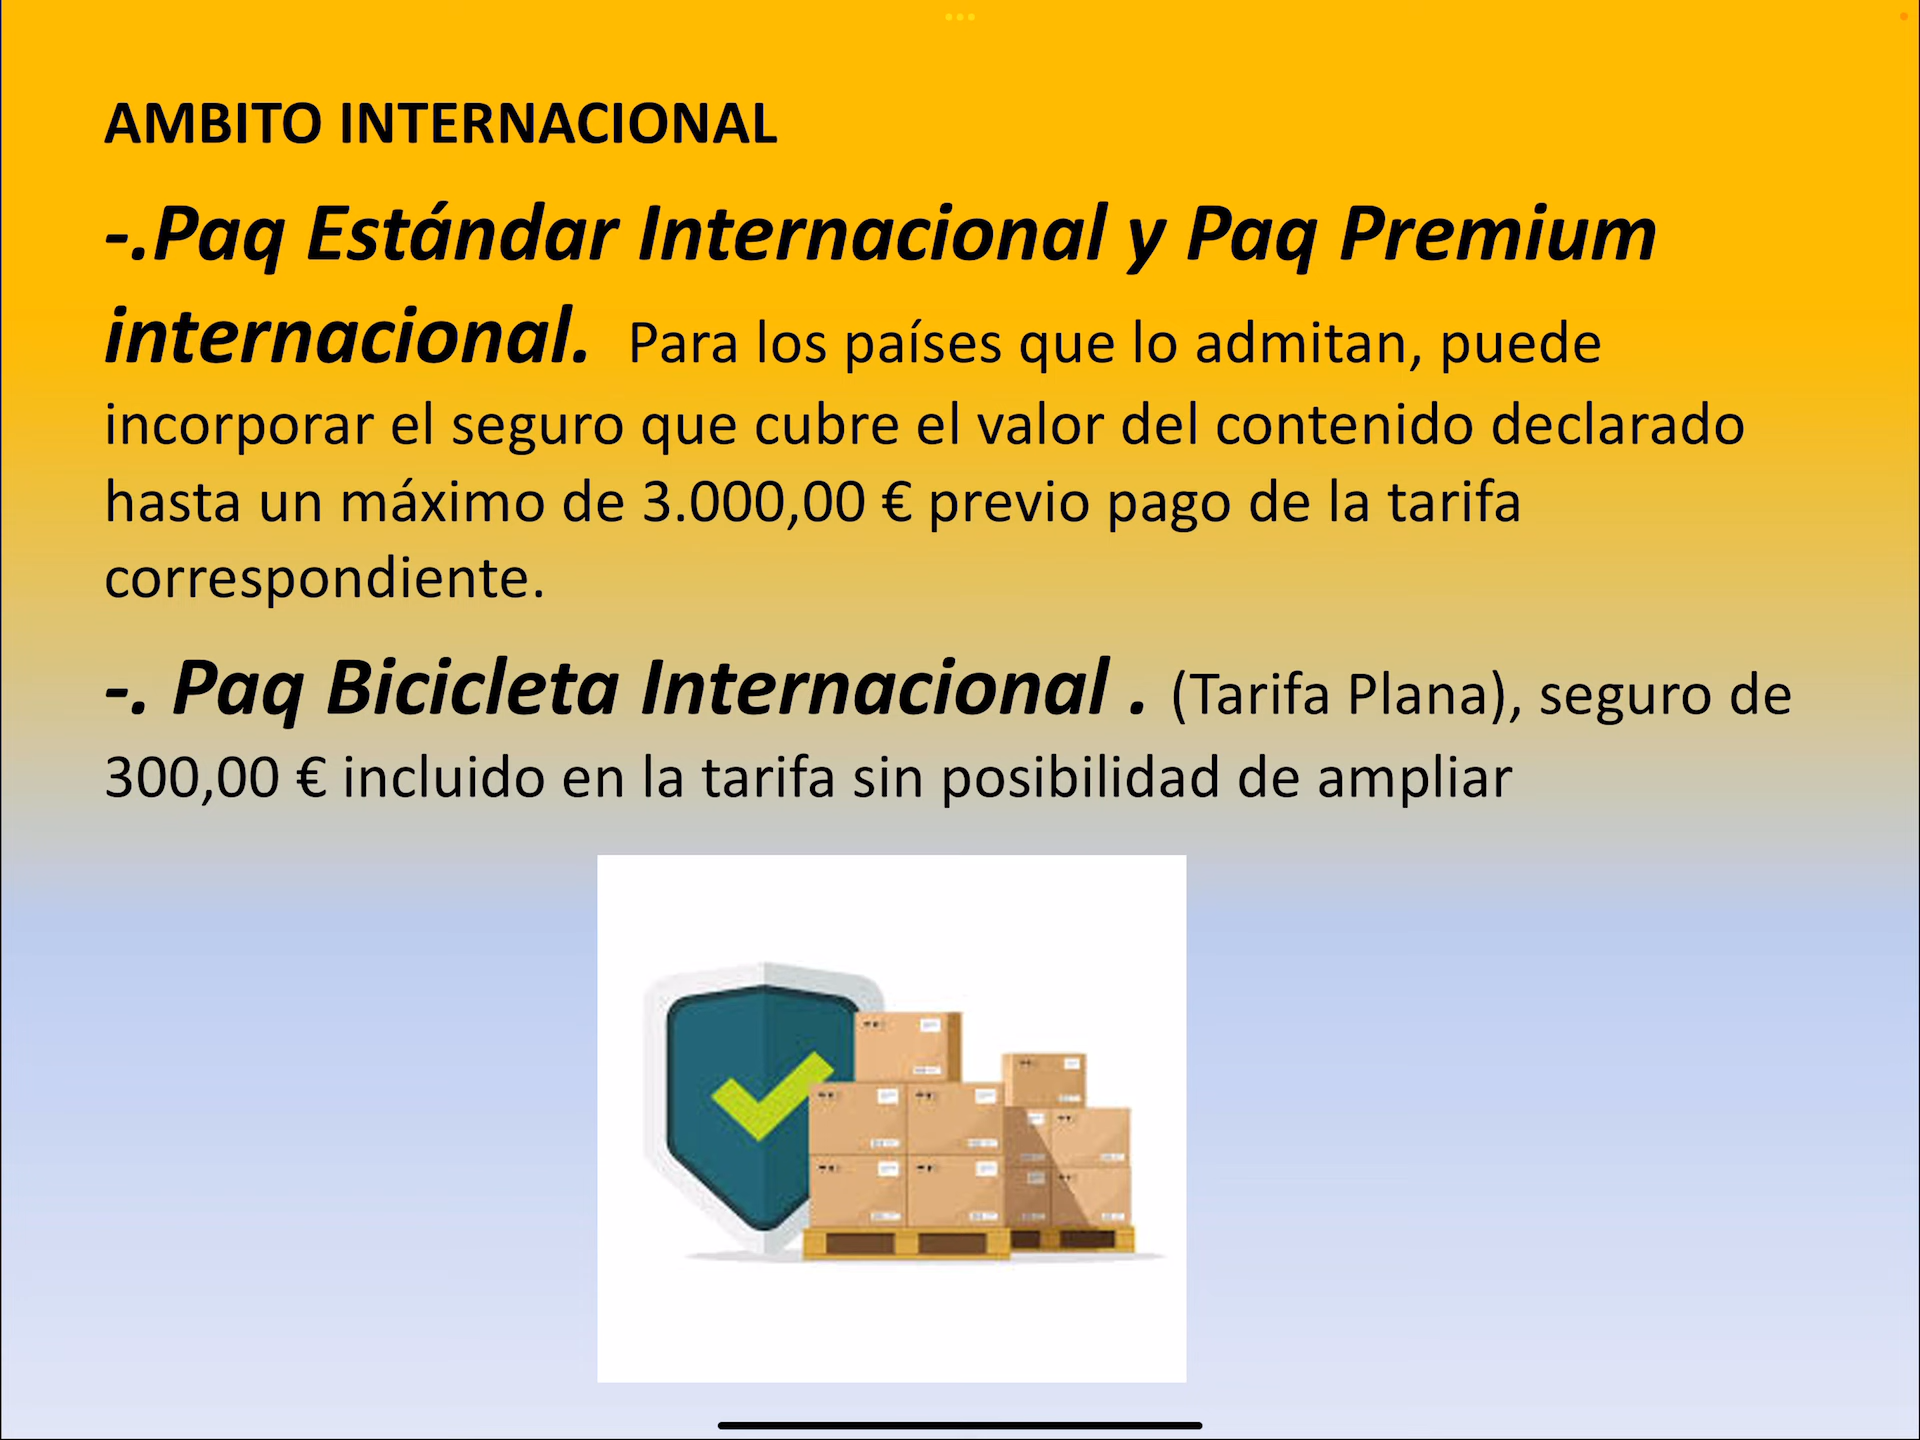 AMBITO INTERNACIONAL
-.Paq Estándar Internacional y Paq Premium
internacional. Para los países que lo admitan, puede
incorporar el seguro que cubre el valor del contenido declarado
hasta un máximo de 3.000,00 € previo pago de la tarifa
correspondiente.
-. Paq Bicicleta Internacional . (Tarifa Plana), seguro de
300,00 € incluido en la tarifa sin posibilidad de ampliar